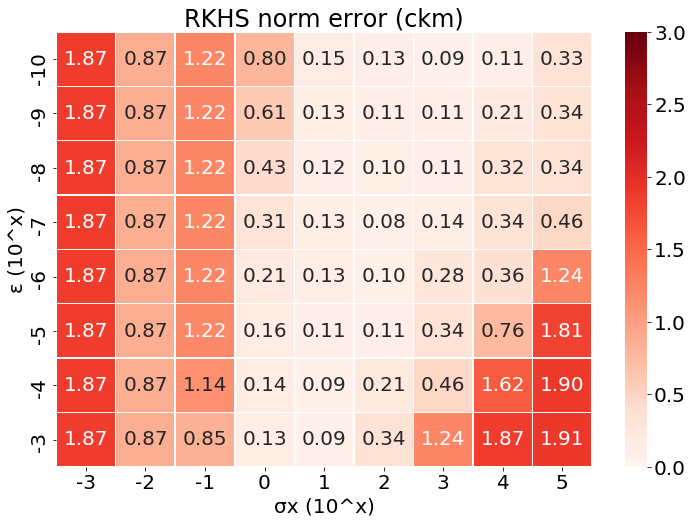 RKHS norm error (ckm)
-10 1.87 0.87 1.22 0.80 0.15 0.13 0.09 0.11 0.33
-9 1.87 0.87 1.22 0.61 0.13 0.11 0.11 0.21 0.34
-8 1.87 0.87 1.22 0.43 0.12 0.10 0.11 0.32 0.34
-7 1.87 0.87 1.22 0.31 0.13 0.08 0.14 0.34 0.46
-6 1.87 0.87 1.22 0.21 0.13 0.10 0.28 0.36 1.24
-5 1.87 0.87 1.22 0.16 0.11 0.11 0.34 0.76 1.81
-4 1.87 0.87 1.14 0.14 0.09 0.21 0.46 1.62 1.90
-3 1.87 0.87 0.85 0.13 0.09 0.34 1.24 1.87 1.91
-3 -2 -1 0 1 2 3 4 5
σx (10^x)
ε (10^x)
3.0
2.5
2.0
1.5
1.0
0.5
0.0